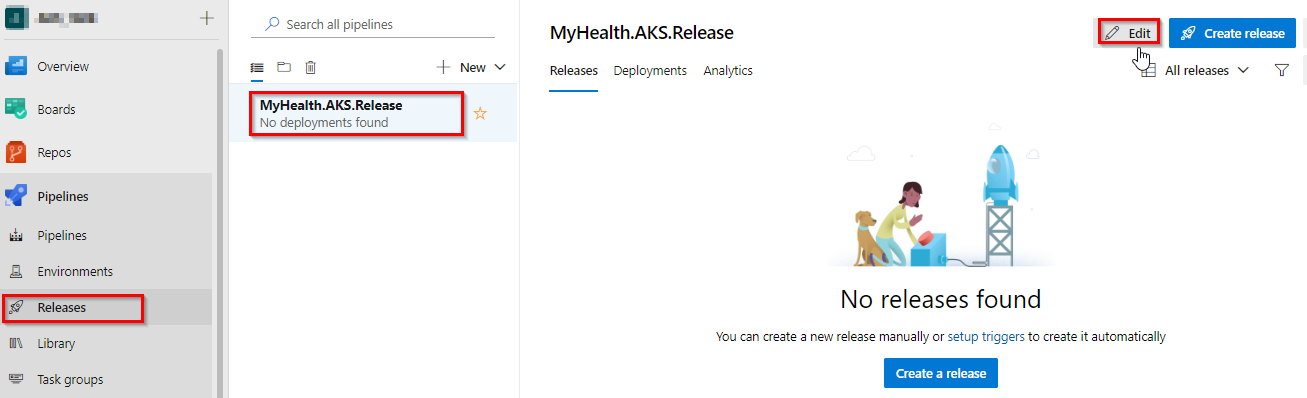 Overview
Boards
Repos
Pipelines
Pipelines
Environments
Releases
Library
Task groups
Search all pipelines
New
MyHealth.AKS.Release
No deployments found
MyHealth.AKS.Release
Edit
Create release
Releases Deployments Analytics
All releases
No releases found
You can create a new release manually or setup triggers to create it automatically
Create a release